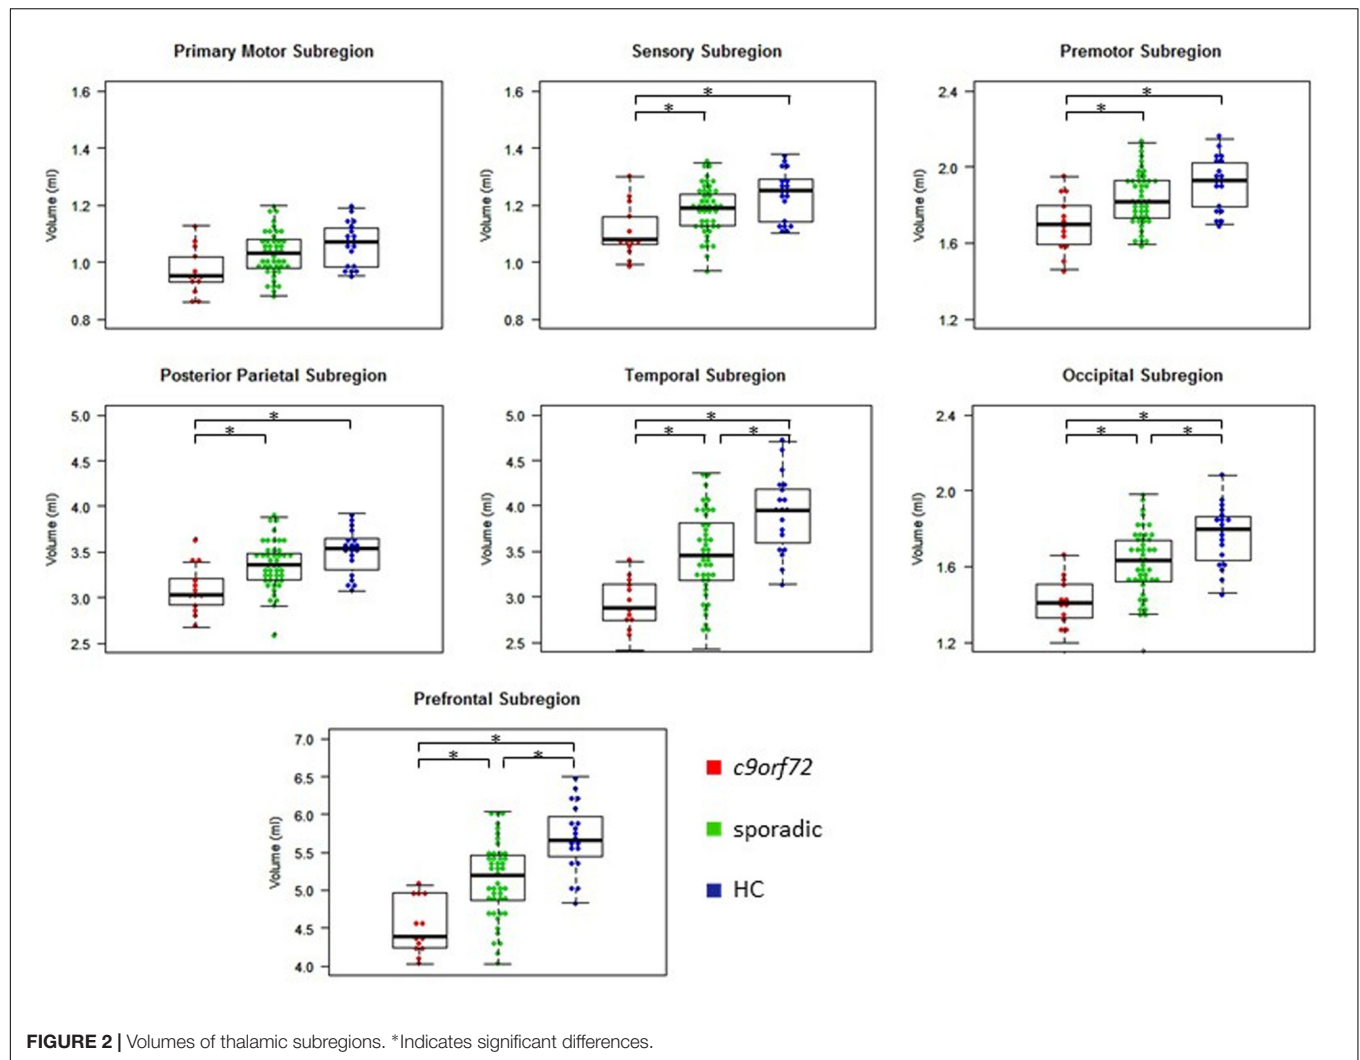 Primary Motor Subregion
Sensory Subregion
Premotor Subregion
Volume (ml)
1.6
1.4
1.2
1.0
0.8
Volume (ml)
1.6
1.4
1.2
1.0
0.8
*
*
Volume (ml)
2.4
2.0
1.6
1.2
*
*
Posterior Parietal Subregion
Temporal Subregion
Occipital Subregion
Volume (ml)
5.0
4.5
4.0
3.5
3.0
2.5
*
*
Volume (ml)
5.0
4.5
4.0
3.5
3.0
2.5
*
*
*
Volume (ml)
2.4
2.0
1.6
1.2
*
*
*
Prefrontal Subregion
Volume (ml)
7.0
6.5
6.0
5.5
5.0
4.5
4.0
*
*
*
c9orf72
sporadic
HC
FIGURE 2 | Volumes of thalamic subregions. *Indicates significant differences.